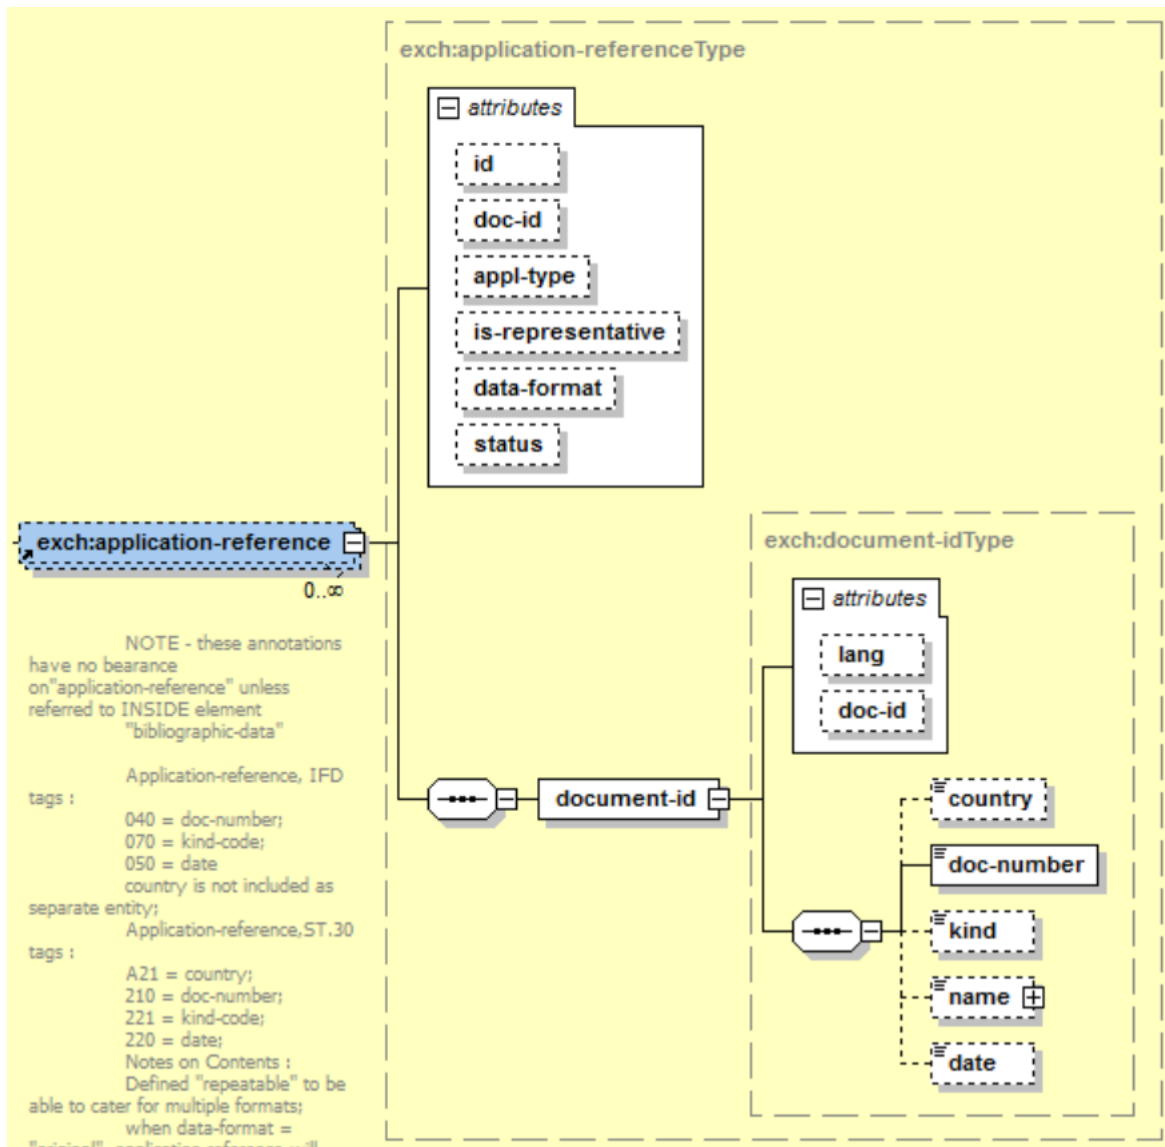 exch:application-referenceType
attributes
id
doc-id
appl-type
is-representative
data-format
status
exch:application-reference
0..∞
NOTE - these annotations
have no bearance
on"application-reference" unless
referred to INSIDE element
"bibliographic-data"
Application-reference, IFD
tags :
040 = doc-number;
070 = kind-code;
050 = date
country is not included as
separate entity;
Application-reference,ST.30
tags :
A21 = country;
210 = doc-number;
221 = kind-code;
220 = date;
Notes on Contents :
Defined "repeatable" to be
able to cater for multiple formats;
when data-format =
"original", application-reference will
document-id
exch:document-idType
attributes
lang
doc-id
country
doc-number
kind
name
date